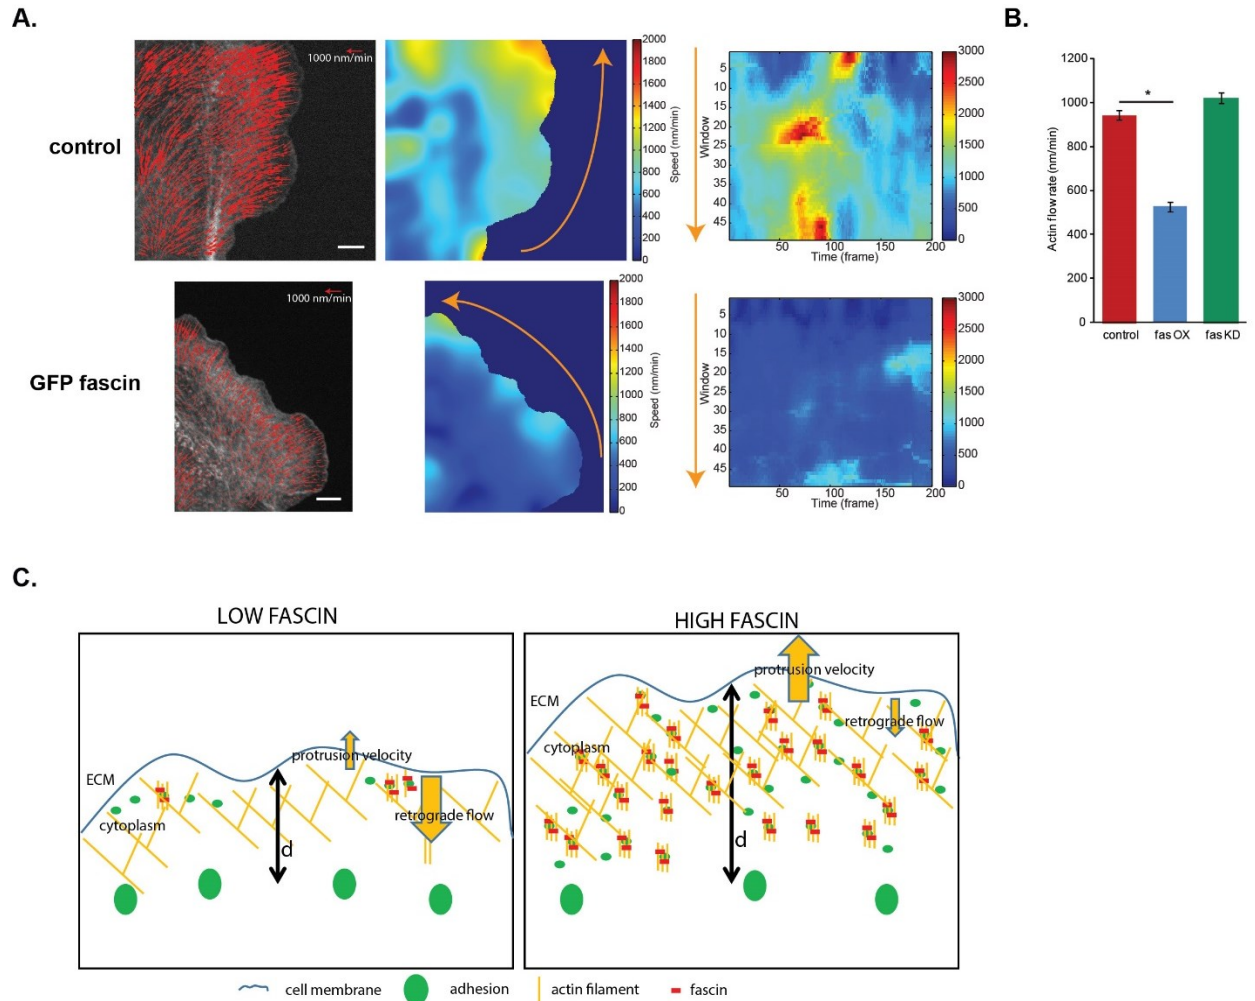 A.
control
1000 nm/min
2000
1800
1600
1400
1200
1000
800
600
400
200
0
Speed (nm/min)
Window
5
10
15
20
25
30
35
40
45
50
100
150
200
Time (frame)
3000
2500
2000
1500
1000
500
0
GFP fascin
1000 nm/min
2000
1800
1600
1400
1200
1000
800
600
400
200
0
Speed (nm/min)
Window
5
10
15
20
25
30
35
40
45
50
100
150
200
Time (frame)
3000
2500
2000
1500
1000
500
0
B.
Actin flow rate (nm/min)
1200
1000
800
600
400
200
0
*
control
fas OX
fas KD
C.
LOW FASCIN
ECM
protrusion velocity
cytoplasm
retrograde flow
d
HIGH FASCIN
ECM
protrusion velocity
retrograde flow
cytoplasm
d
cell membrane
adhesion
actin filament
fascin